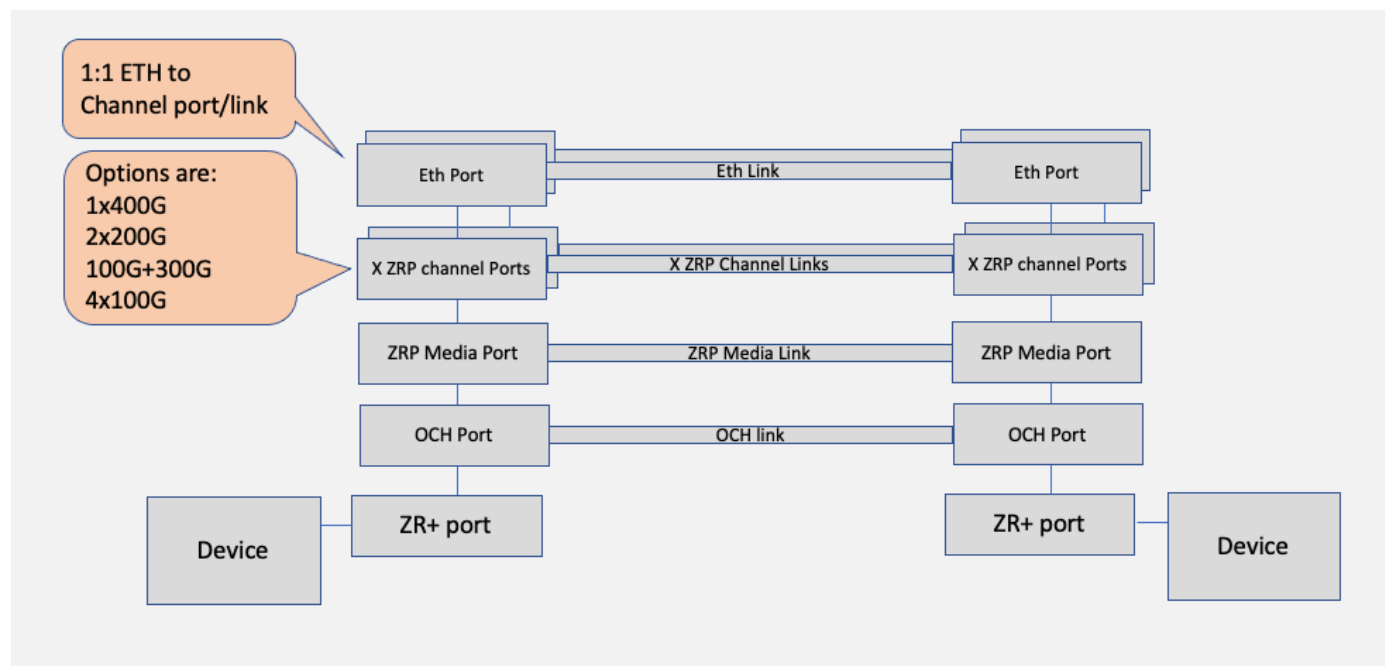 1:1 ETH to
Channel port/link
Options are:
1x400G
2x200G
100G+300G
4x100G
Eth Port
Eth Link
Eth Port
X ZRP channel Ports
X ZRP Channel Links
X ZRP channel Ports
ZRP Media Port
ZRP Media Link
ZRP Media Port
OCH Port
OCH link
OCH Port
Device
ZR+ port
ZR+ port
Device